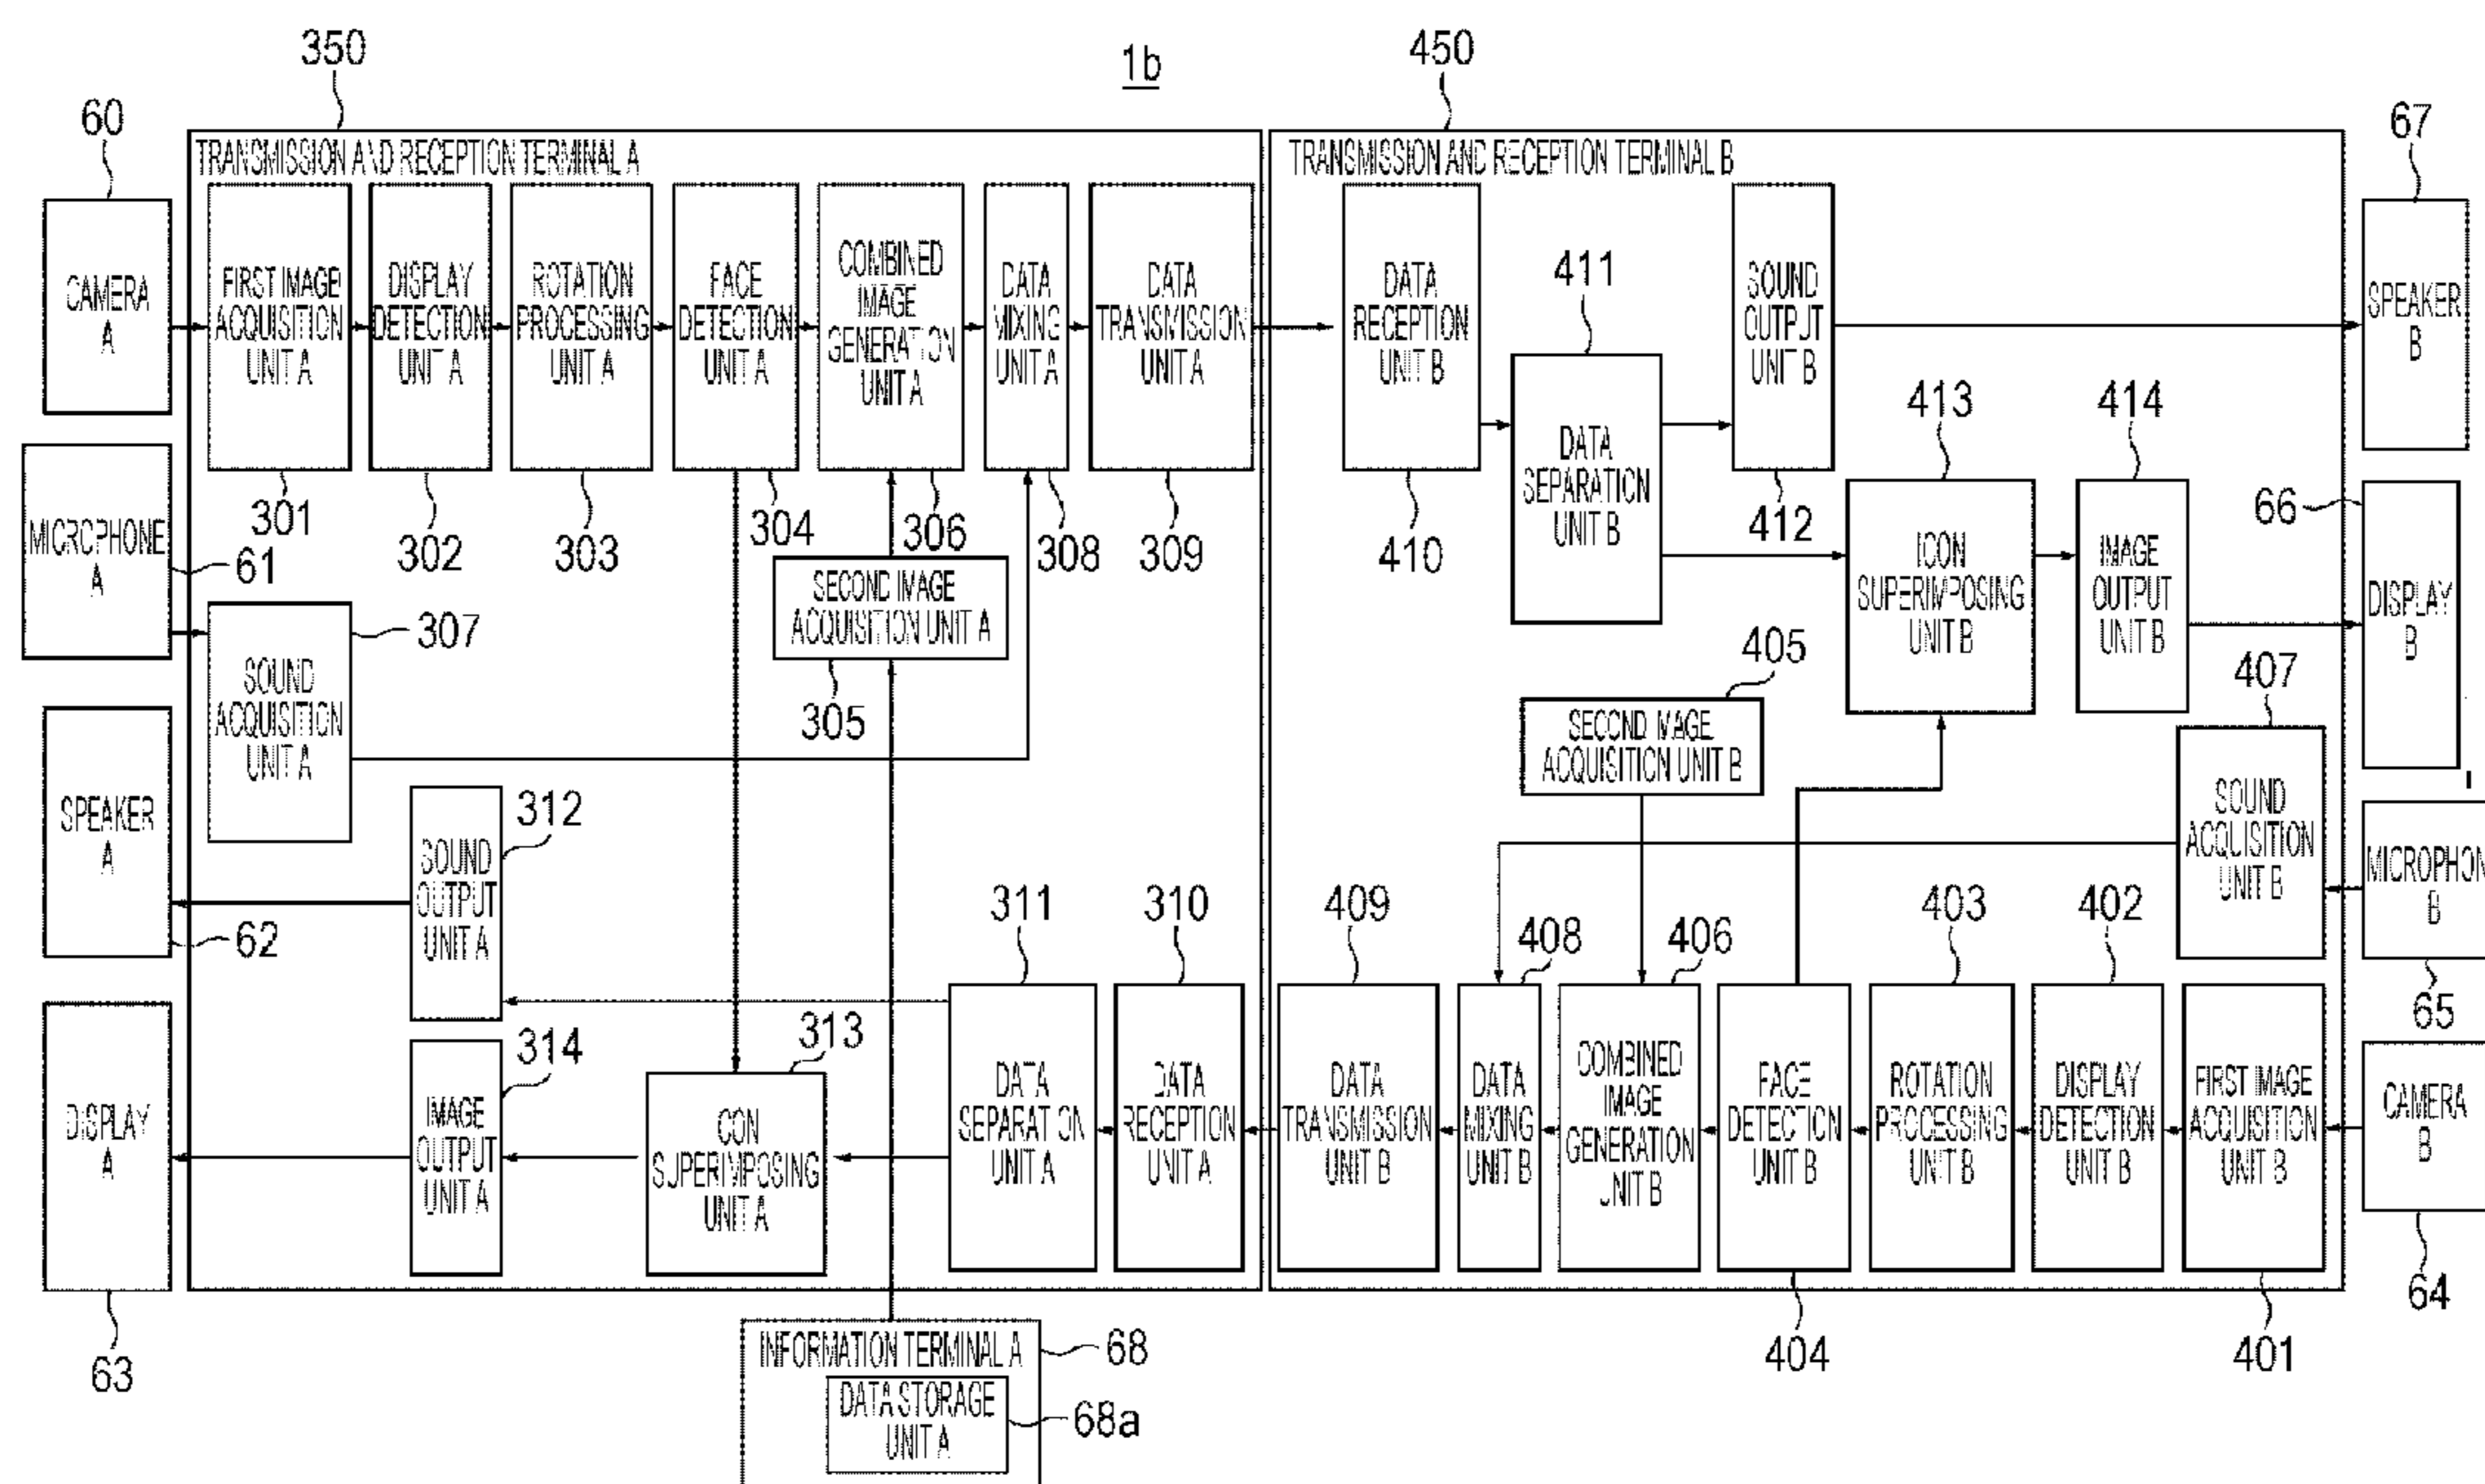 350
1b
450
60
67
TRANSMISSION AND RECEPTION TERMINAL A
TRANSMISSION AND RECEPTION TERMINAL B
CAMERA
A
FIRST IMAGE
ACQUISITION
UNIT A
DISPLAY
DETECTION
UNIT A
ROTATION
PROCESSING
UNIT A
FACE
DETECTION
UNIT A
COMBINED
IMAGE
GENERATION
UNIT A
DATA
MIXING
UNIT A
DATA
TRANSMISSION
UNIT A
DATA
RECEPTION
UNIT B
411
DATA
SEPARATION
UNIT B
SOUND
OUTPUT
UNIT B
SPEAKER
B
413
414
301
302
303
304
306
308
309
410
412
66
MICROPHONE
A
61
SECOND IMAGE
ACQUISITION UNIT A
305
ICON
SUPERIMPOSING
UNIT B
IMAGE
OUTPUT
UNIT B
DISPLAY
B
307
SOUND
ACQUISITION
UNIT A
405
SECOND IMAGE
ACQUISITION UNIT B
407
SOUND
ACQUISITION
UNIT B
SPEAKER
A
62
312
SOUND
OUTPUT
UNIT A
MICROPHON
B
65
311
310
409
408
406
403
402
DISPLAY
A
63
314
IMAGE
OUTPUT
UNIT A
313
CON
SUPERIMPOSING
UNIT A
DATA
SEPARATION
UNIT A
DATA
RECEPTION
UNIT A
DATA
TRANSMISSION
UNIT B
DATA
MIXING
UNIT B
COMBINED
IMAGE
GENERATION
UNIT B
FACE
DETECTION
UNIT B
ROTATION
PROCESSING
UNIT B
DISPLAY
DETECTION
UNIT B
FIRST IMAGE
ACQUISITION
UNIT B
CAMERA
B
64
404
401
INFORMATION TERMINAL A
68
DATA STORAGE
UNIT A
68a